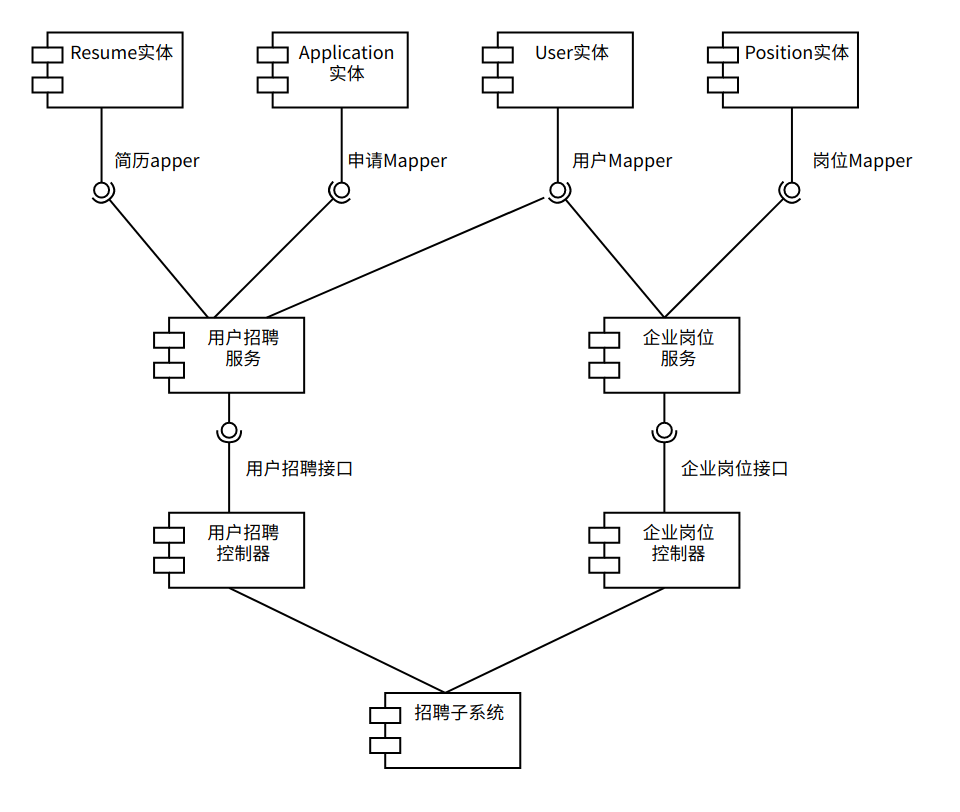 Resume实体
Application
实体
User实体
Position实体
简历apper
申请Mapper
用户Mapper
岗位Mapper
用户招聘
服务
企业岗位
服务
用户招聘接口
企业岗位接口
用户招聘
控制器
企业岗位
控制器
招聘子系统